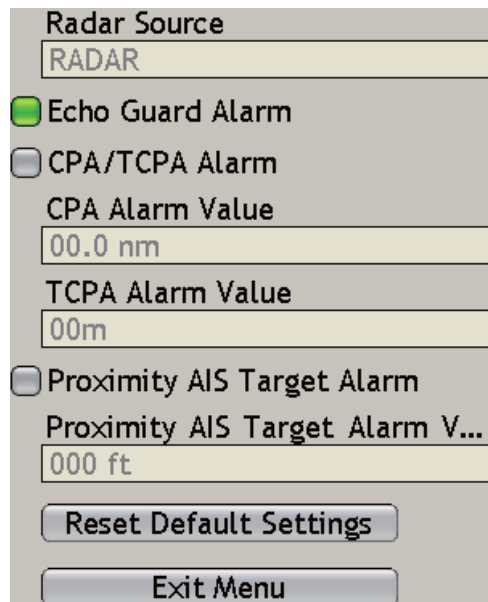 Radar Source
RADAR
Echo Guard Alarm
CPA/TCPA Alarm
CPA Alarm Value
00.0 nm
TCPA Alarm Value
00m
Proximity AIS Target Alarm
Proximity AIS Target Alarm V...
000 ft
Reset Default Settings
Exit Menu